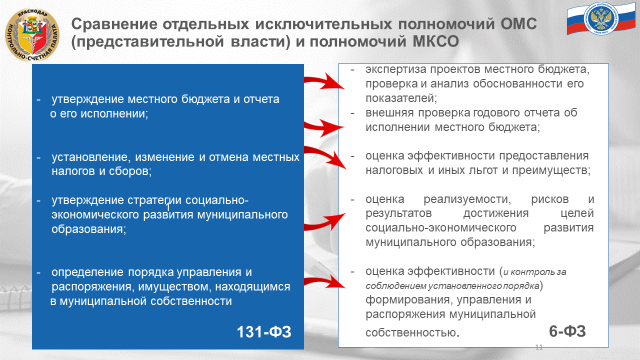 КРАСНОДАР
КОНТРОЛЬНО-СЧЕТНАЯ ПАЛАТА
Сравнение отдельных исключительных полномочий ОМС
(представительной власти) и полномочий МКСО
- утверждение местного бюджета и отчета
о его исполнении;
- установление, изменение и отмена местных
налогов и сборов;
- утверждение стратегии социально-
экономического развития муниципального
образования;
- определение порядка управления и
распоряжения, имуществом, находящимся
в муниципальной собственности
131-ФЗ
- экспертиза проектов местного бюджета,
проверка и анализ обоснованности его
показателей;
- внешняя проверка годового отчета об
исполнении местного бюджета;
- оценка эффективности предоставления
налоговых и иных льгот и преимуществ;
- оценка реализуемости, рисков и
результатов достижения целей
социально-экономического развития
муниципального образования;
- оценка эффективности (и контроль за
соблюдением установленного порядка)
формирования, управления и
распоряжения муниципальной
собственностью.
6-ФЗ
11